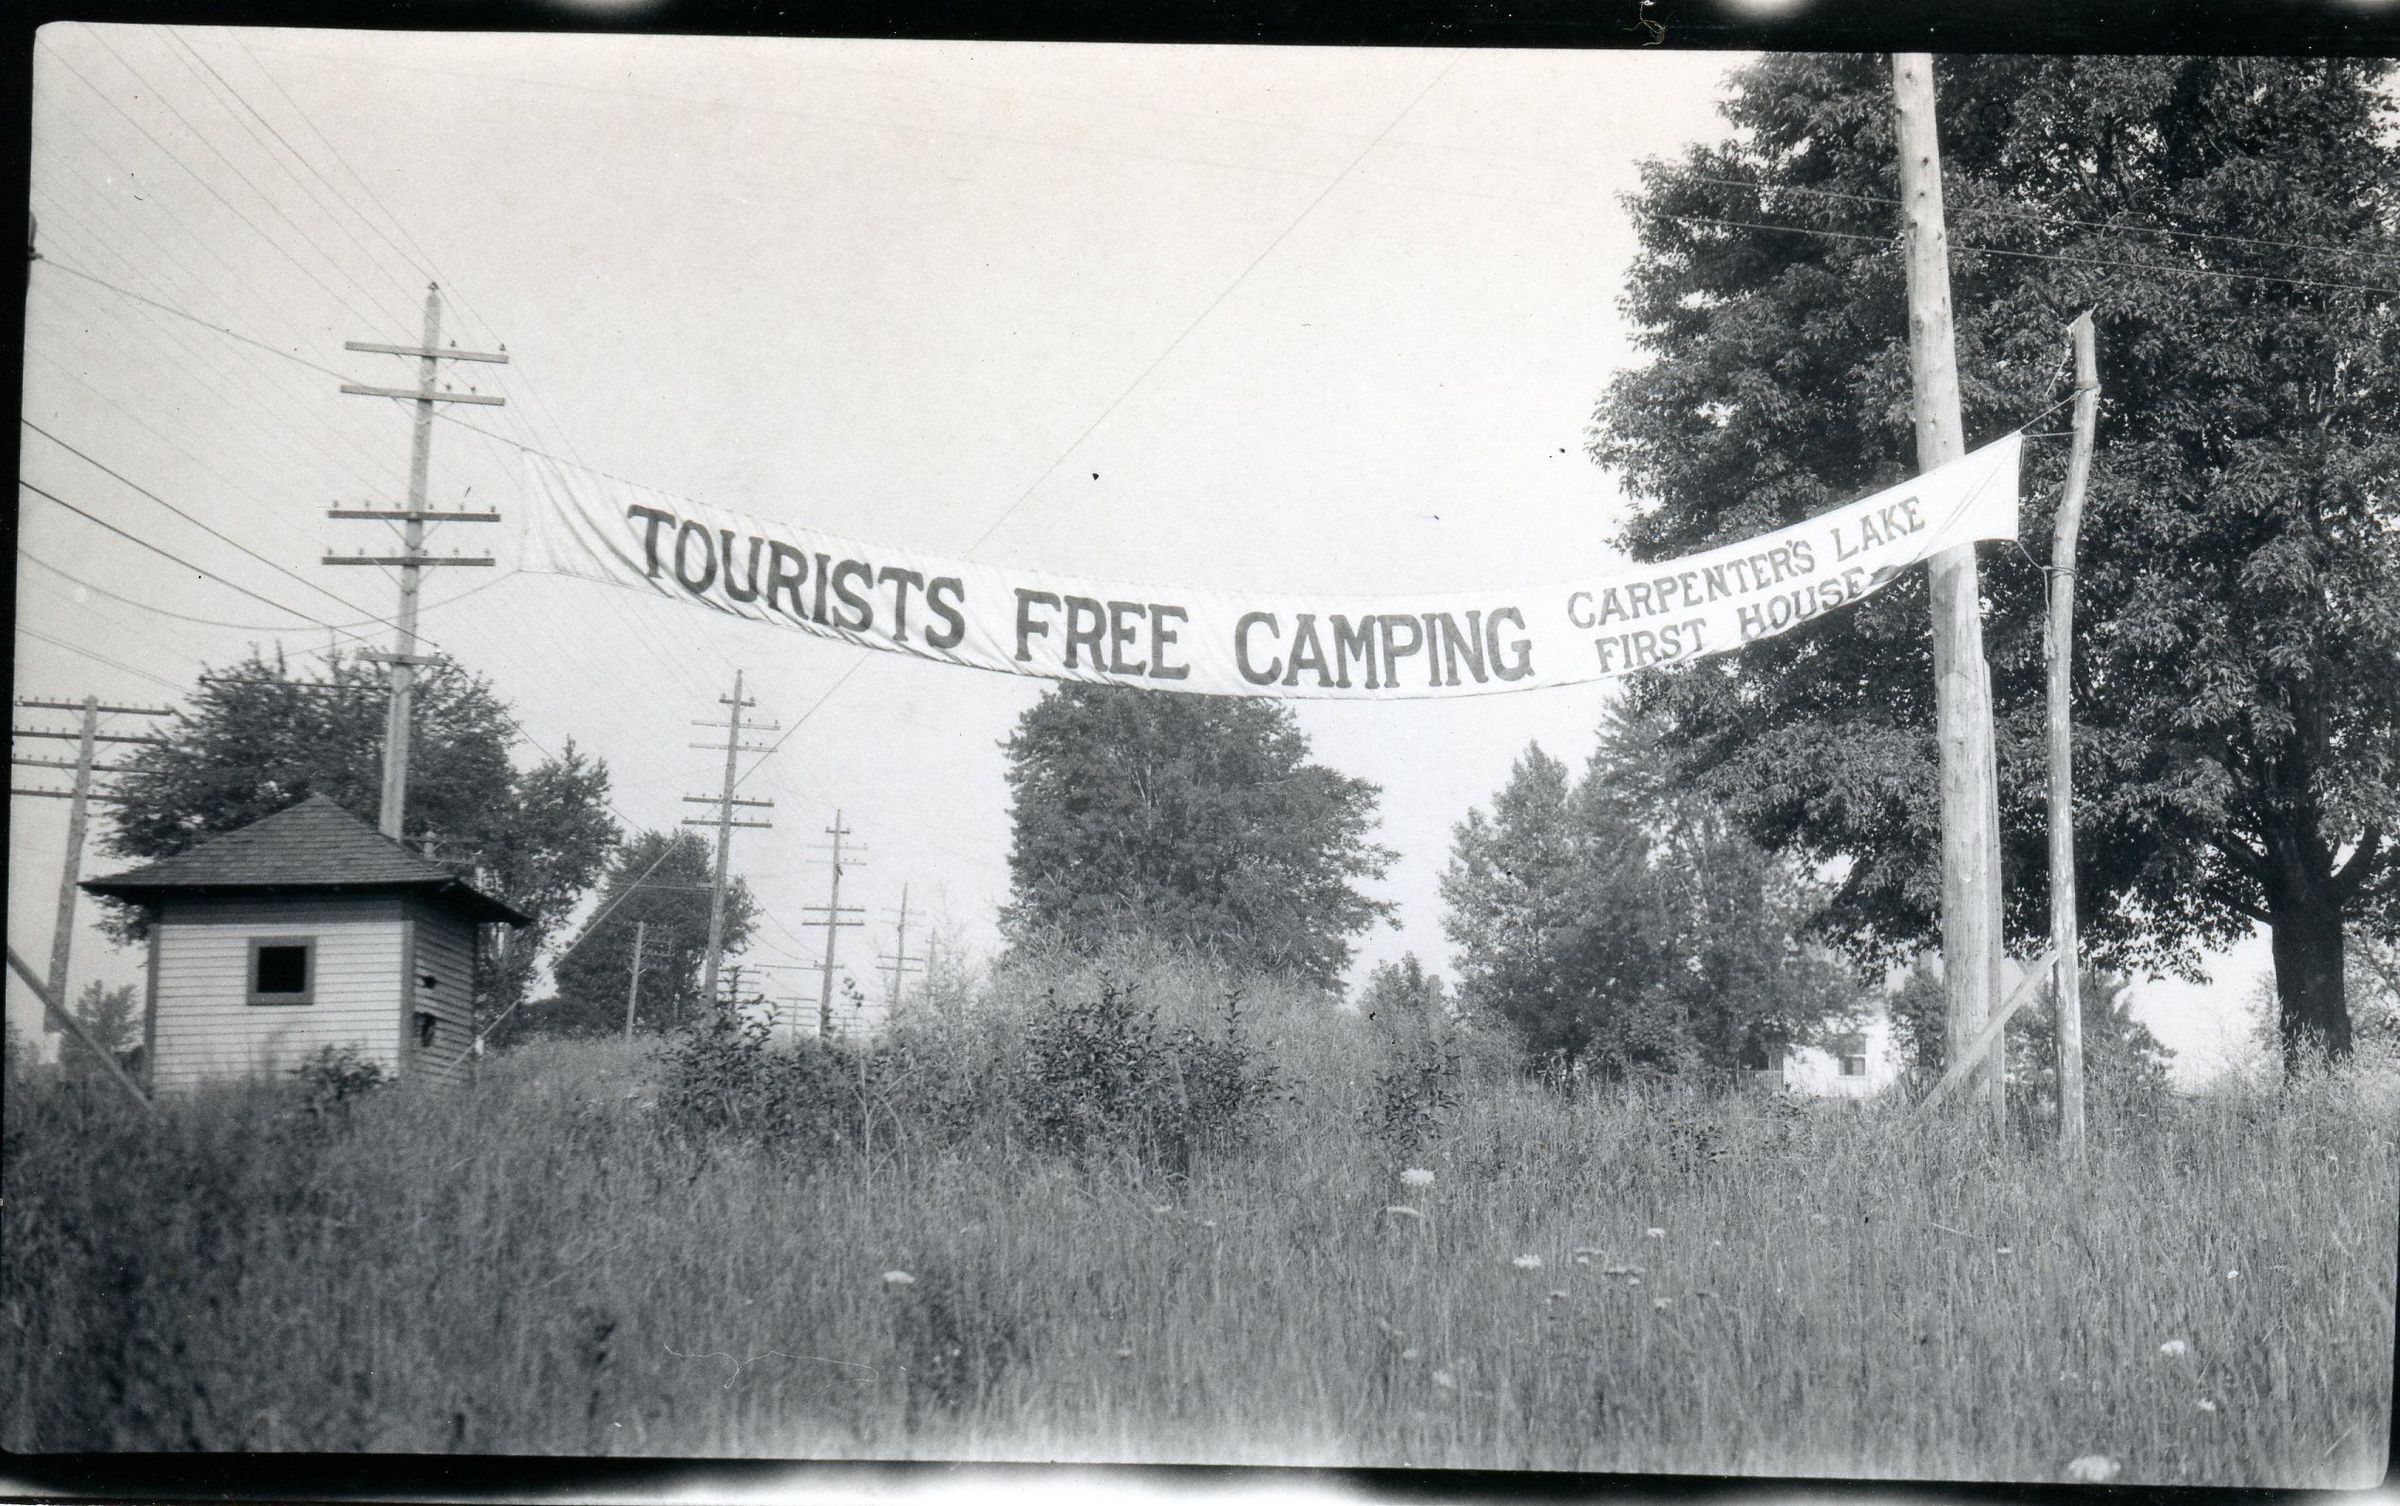 TOURISTS FREE CAMPING
CARPENTER'S LAKE
FIRST HOUSE